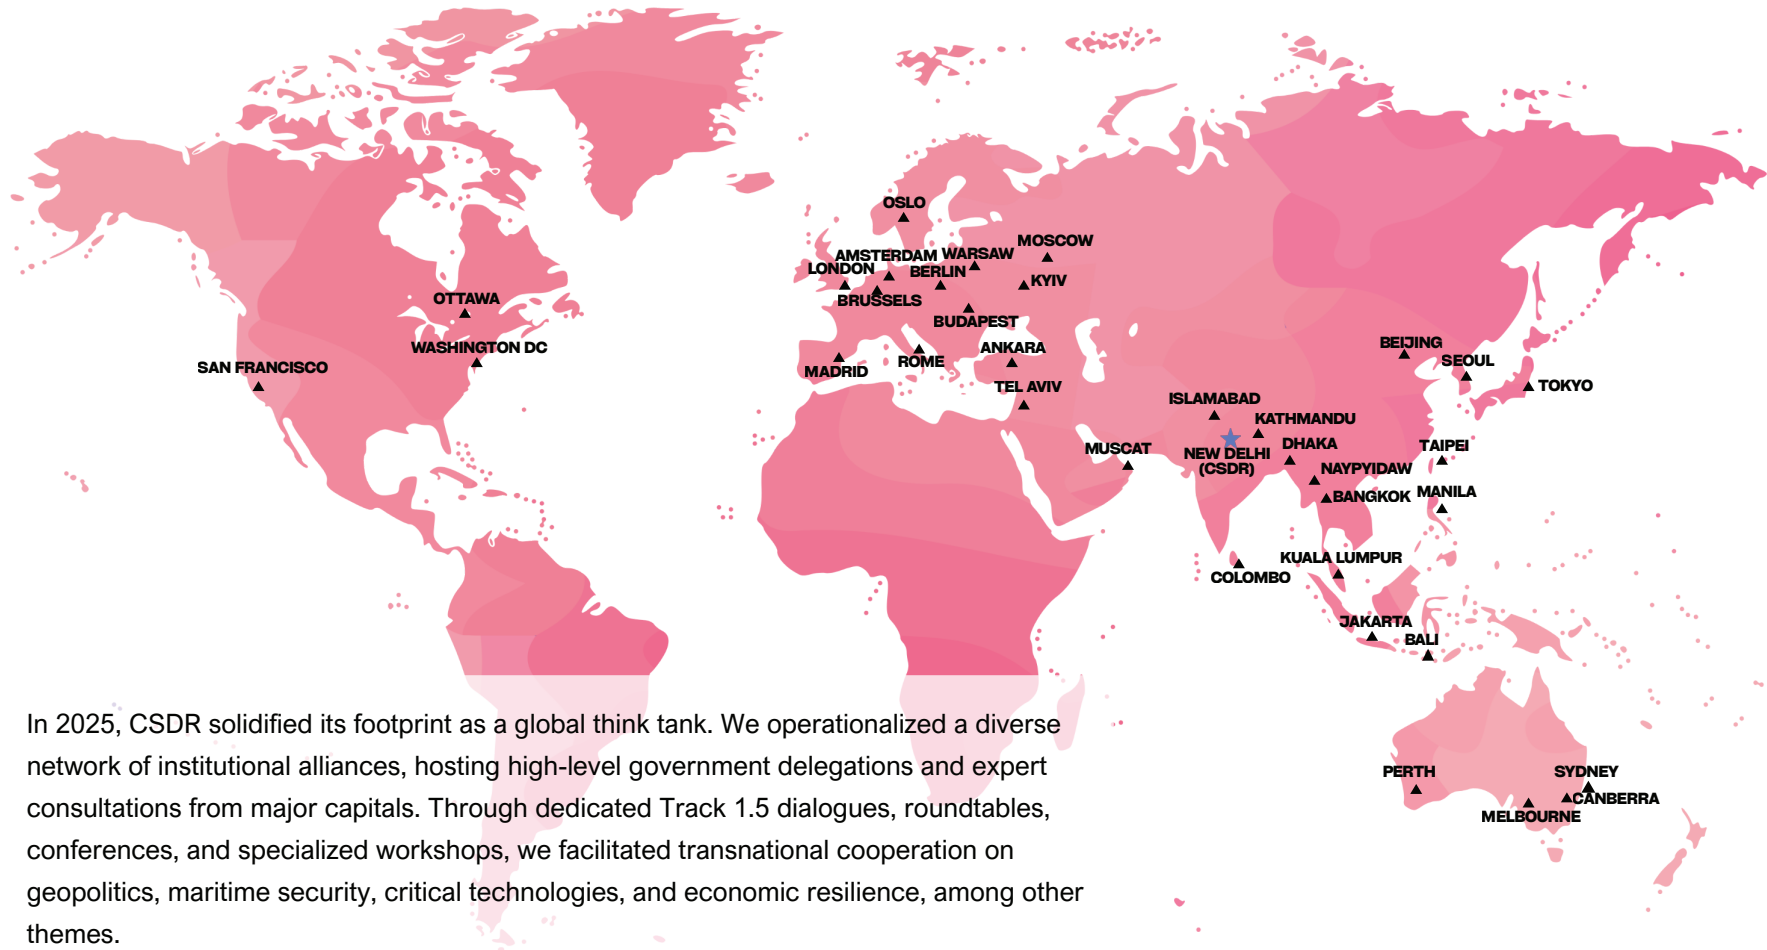 OSLO
MOSCOW
AMSTERDAM
WARSAW
LONDON
BERLIN
KYIV
BRUSSELS
OTTAWA
BUDAPEST
WASHINGTON DC
SAN FRANCISCO
MADRID
ROME
ANKARA
TEL AVIV
BEIJING
SEOUL
TOKYO
ISLAMABAD
KATHMANDU
MUSCAT
NEW DELHI
(CSDR)
DHAKA
TAIPEI
NAYPYIDAW
BANGKOK
MANILA
KUALA LUMPUR
COLOMBO
JAKARTA
BALI
PERTH
SYDNEY
CANBERRA
MELBOURNE
In 2025, CSDR solidified its footprint as a global think tank. We operationalized a diverse
network of institutional alliances, hosting high-level government delegations and expert
consultations from major capitals. Through dedicated Track 1.5 dialogues, roundtables,
conferences, and specialized workshops, we facilitated transnational cooperation on
geopolitics, maritime security, critical technologies, and economic resilience, among other
themes.